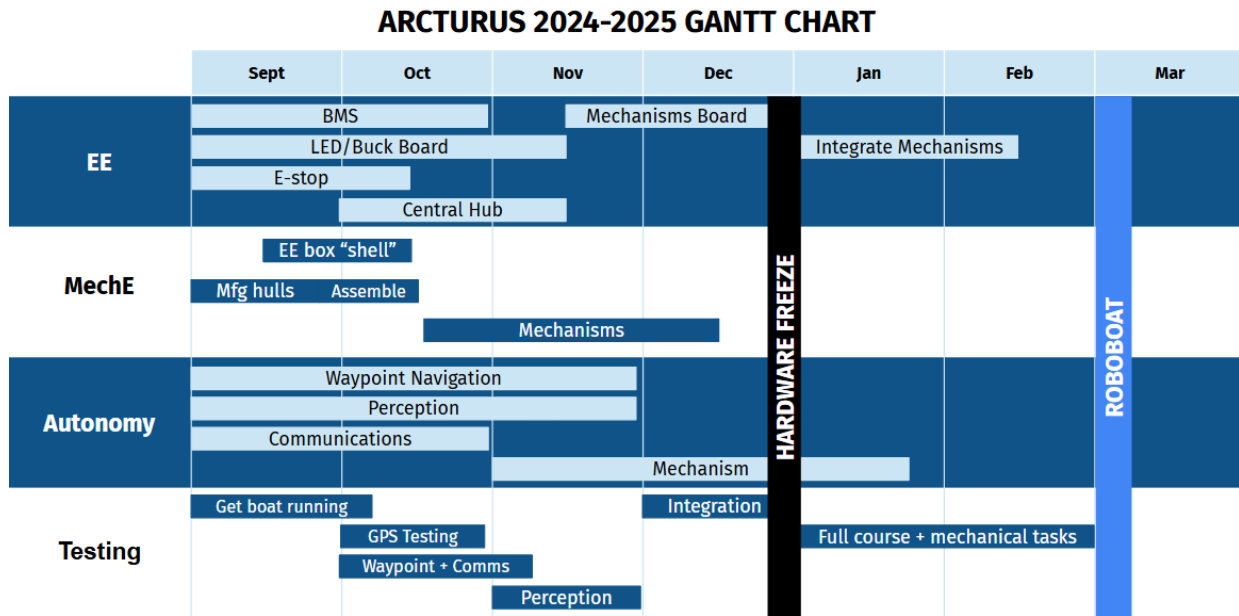 ARCTURUS 2024-2025 GANTT CHART
Sept Oct Nov Dec Jan Feb Mar
EE
BMS
Mechanisms Board
LED/Buck Board
Integrate Mechanisms
E-stop
Central Hub
MechE
EE box “shell”
Mfg hulls Assemble
Mechanisms
HARDWARE FREEZE
ROBOBOAT
Autonomy
Waypoint Navigation
Perception
Communications
Mechanism
Testing
Get boat running
Integration
GPS Testing
Full course + mechanical tasks
Waypoint + Comms
Perception